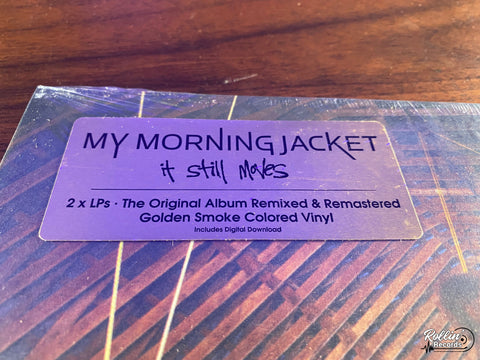 MY MORNING JACKET
it still moves
2 x LPs · The Original Album Remixed & Remastered
Golden Smoke Colored Vinyl
Includes Digital Download
Rollin'
Records